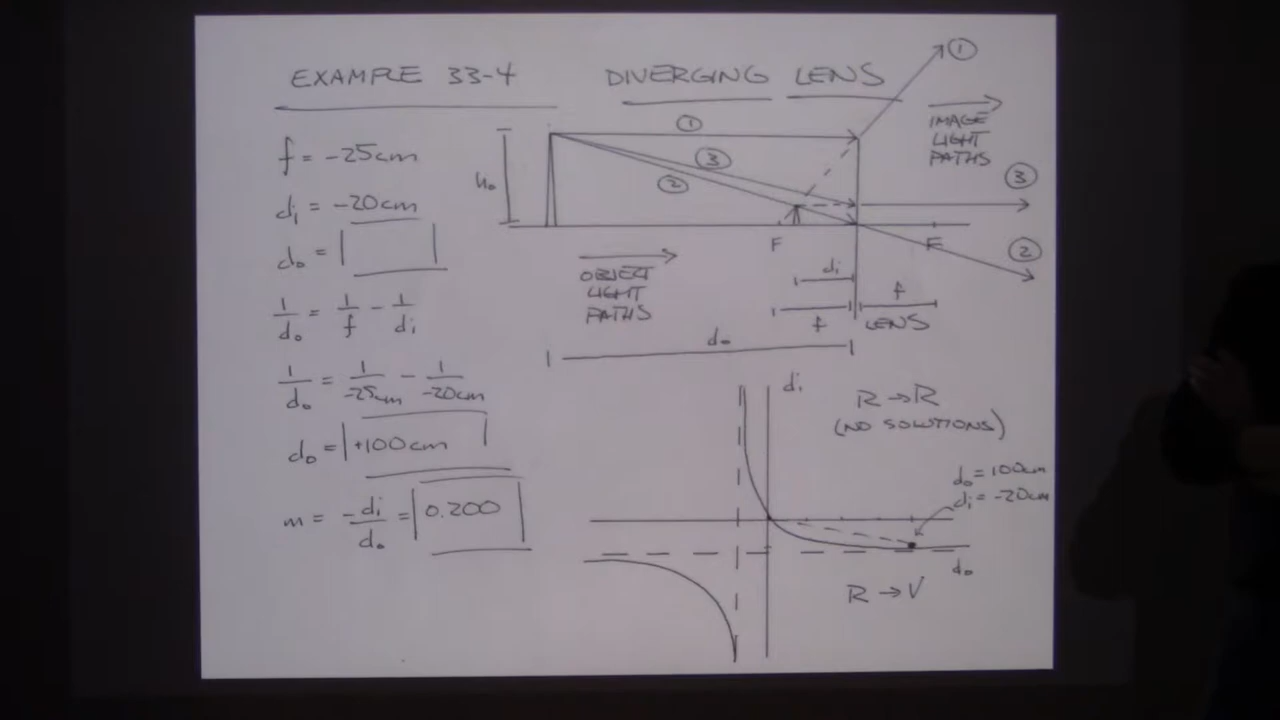 EXAMPLE 33-4
DIVERGING LENS
f = -25cm
di = -20cm
do =
1/do = 1/f - 1/di
1/do = 1/-25cm - 1/-20cm
do = +100cm
m = -di/do = 0.200
①
①
IMAGE
LIGHT
PATHS
ho
③
②
③
②
F
F
OBJECT
LIGHT
PATHS
di
f
f
LENS
do
di
R → R
(NO SOLUTIONS)
do = 100cm
di = -20cm
do
R → V